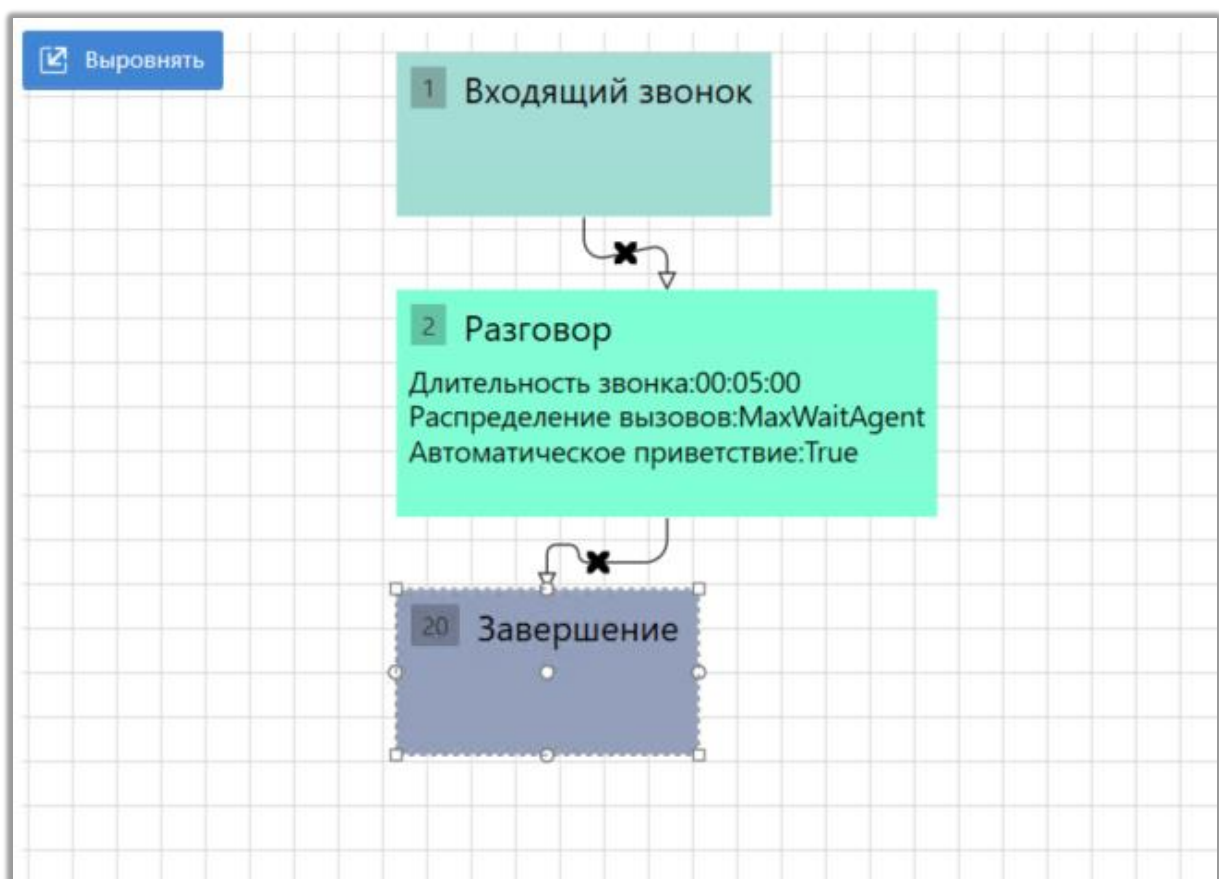 Выровнять
1 Входящий звонок
2 Разговор
Длительность звонка:00:05:00
Распределение вызовов:MaxWaitAgent
Автоматическое приветствие:True
20 Завершение